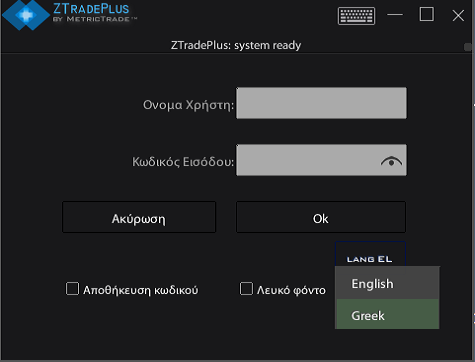 ZTradePlus
by MetricTrade™
ZTradePlus: system ready
Ονομα Χρήστη:
Κωδικός Εισόδου:
Ακύρωση
Ok
LANG EL
Αποθήκευση κωδικού
Λευκό φόντο
English
Greek